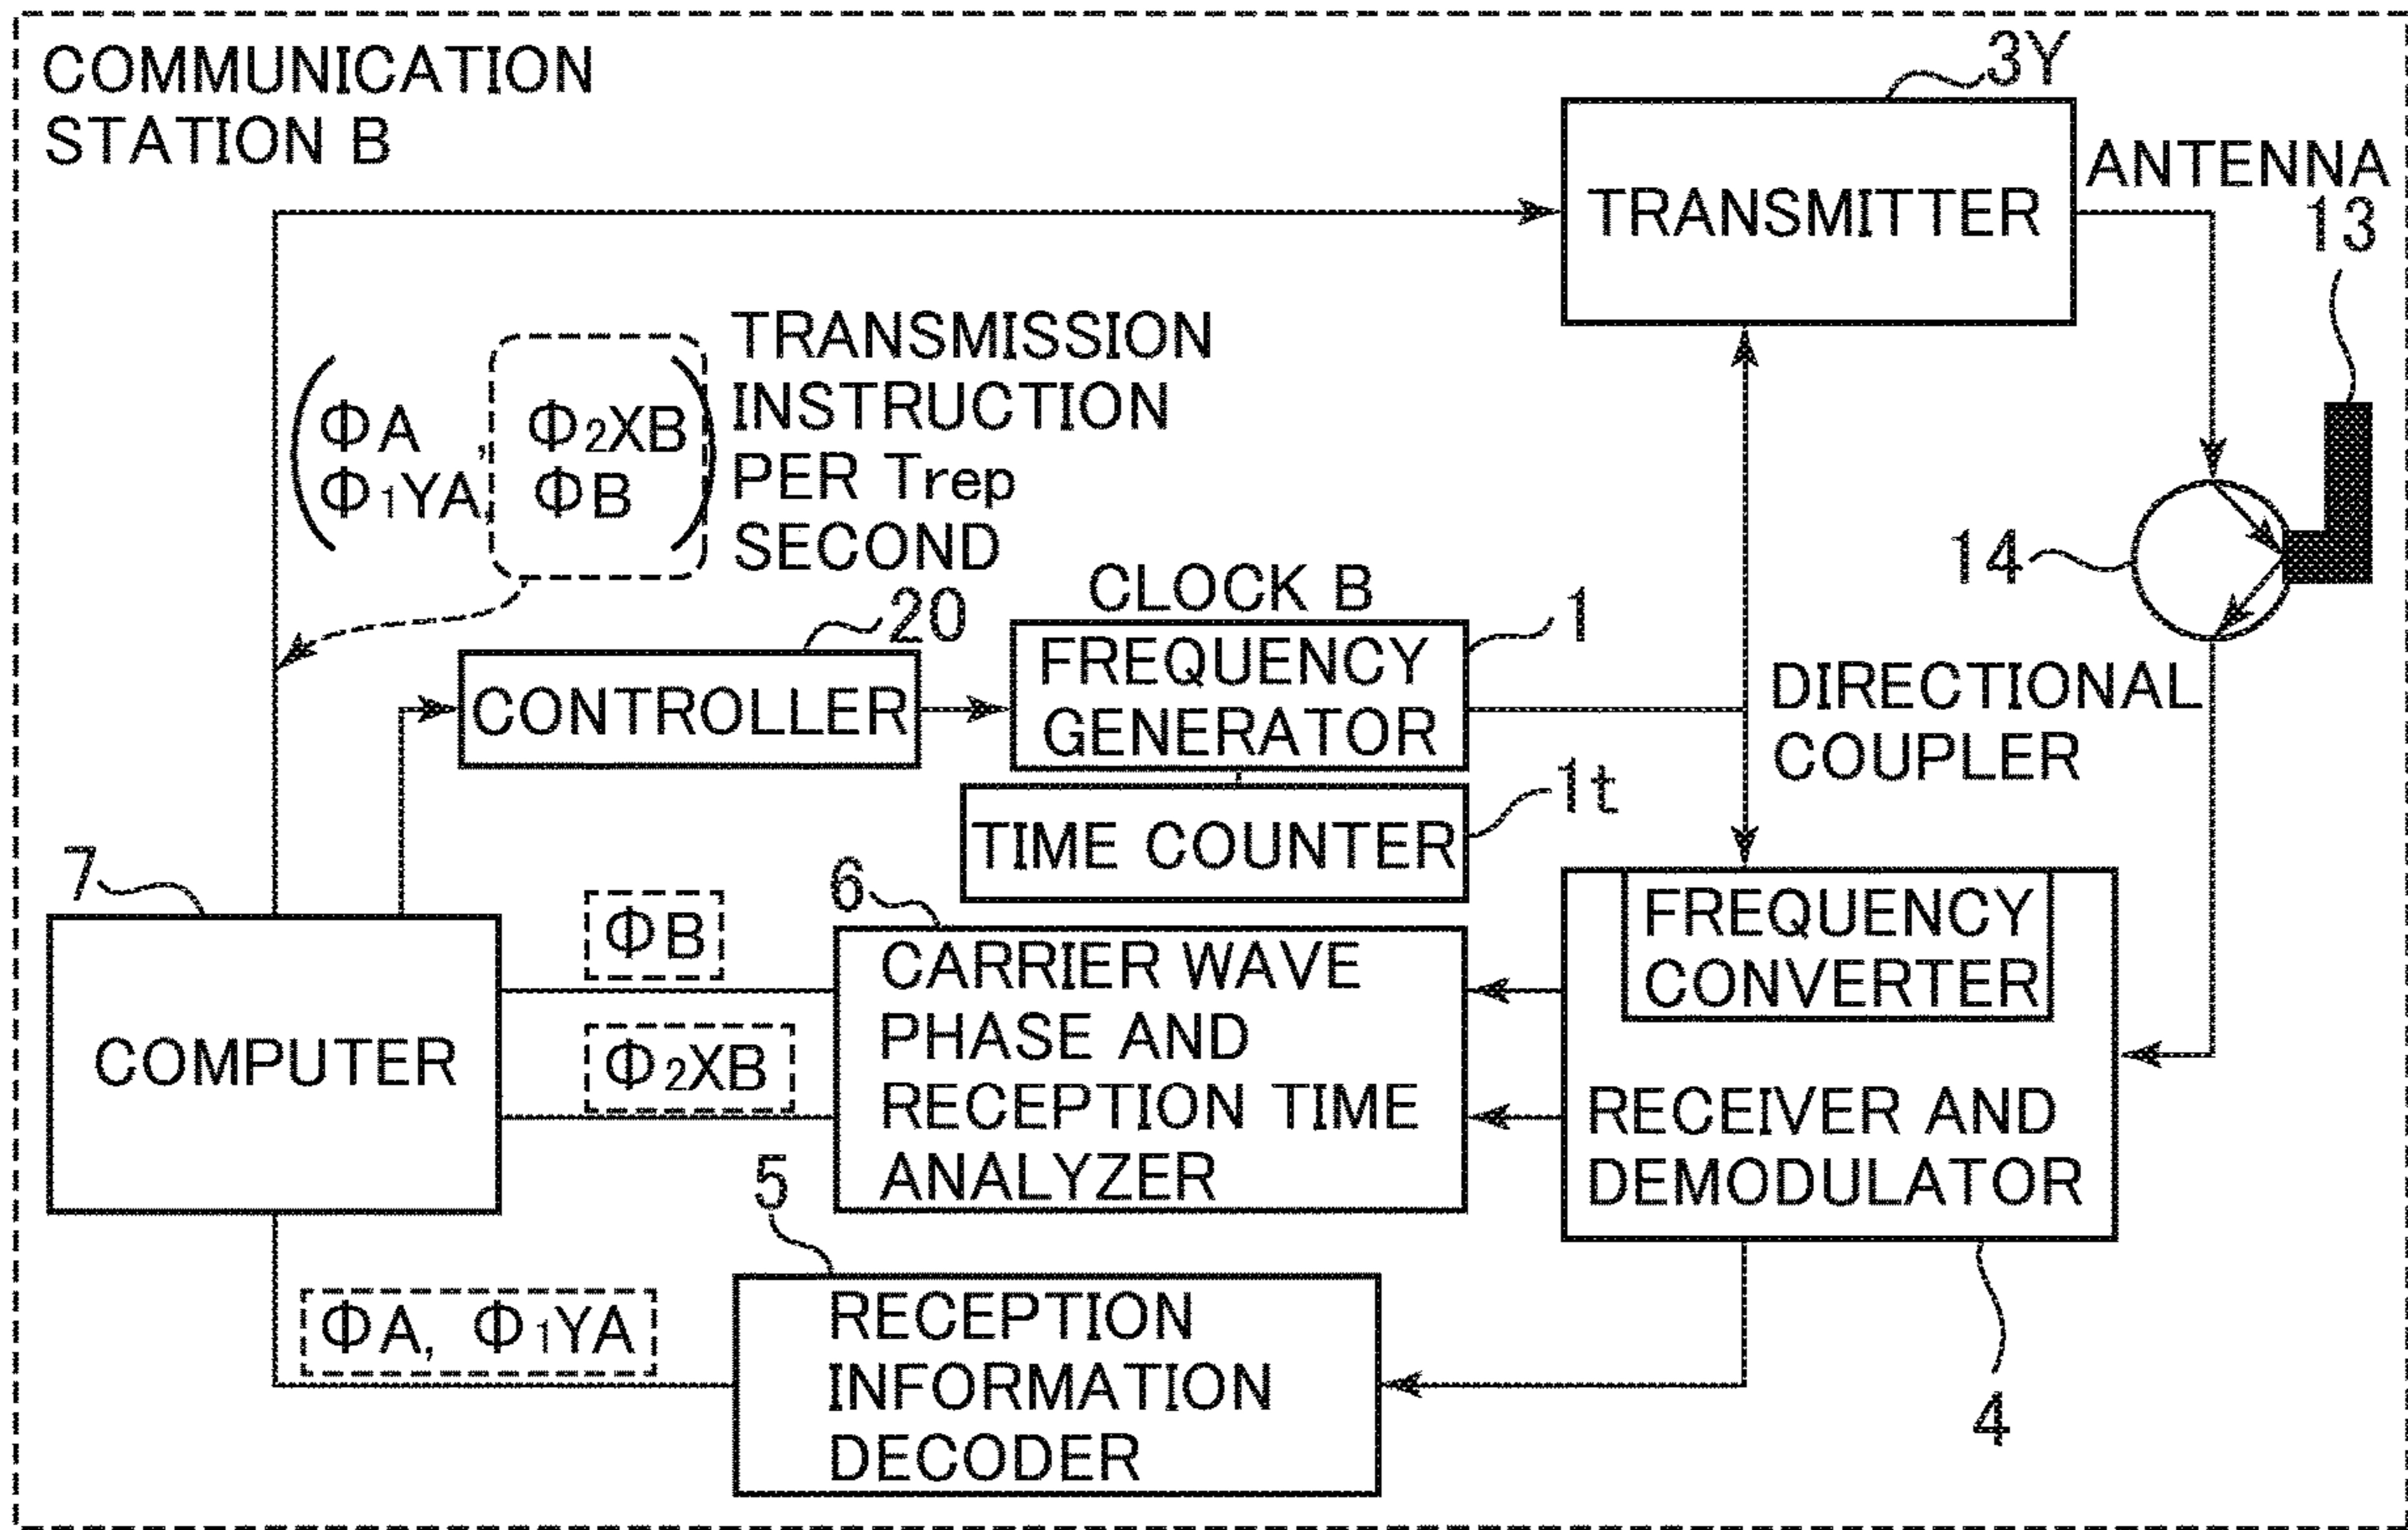 COMMUNICATION
STATION B
3Y
TRANSMITTER
ANTENNA
13
TRANSMISSION
INSTRUCTION
PER Trep
SECOND
ΦA, Φ2XB
Φ1YA, ΦB
14
20
CONTROLLER
CLOCK B
FREQUENCY
GENERATOR
1
DIRECTIONAL
COUPLER
TIME COUNTER
1t
7
COMPUTER
ΦB
Φ2XB
6
CARRIER WAVE
PHASE AND
RECEPTION TIME
ANALYZER
FREQUENCY
CONVERTER
RECEIVER AND
DEMODULATOR
4
5
RECEPTION
INFORMATION
DECODER
ΦA, Φ1YA